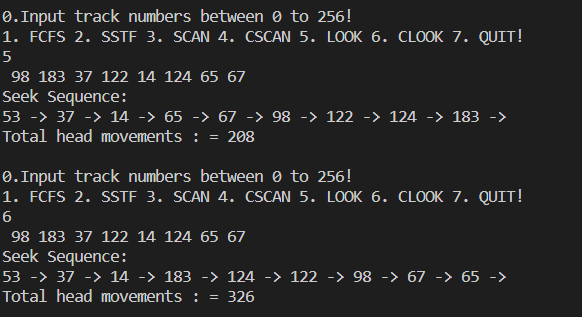 0.Input track numbers between 0 to 256!
1. FCFS 2. SSTF 3. SCAN 4. CSCAN 5. LOOK 6. CLOOK 7. QUIT!
5
98 183 37 122 14 124 65 67
Seek Sequence:
53 -> 37 -> 14 -> 65 -> 67 -> 98 -> 122 -> 124 -> 183 ->
Total head movements : = 208
0.Input track numbers between 0 to 256!
1. FCFS 2. SSTF 3. SCAN 4. CSCAN 5. LOOK 6. CLOOK 7. QUIT!
6
98 183 37 122 14 124 65 67
Seek Sequence:
53 -> 37 -> 14 -> 183 -> 124 -> 122 -> 98 -> 67 -> 65 ->
Total head movements : = 326